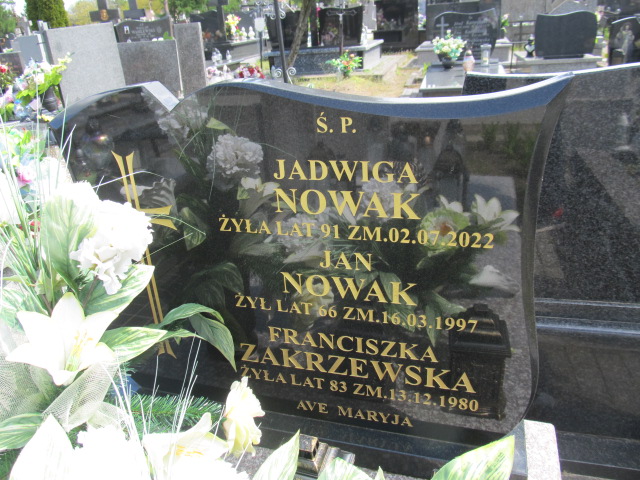 Ś. P.
JADWIGA
NOWAK
ŻYŁA LAT 91 ZM.02.07.2022
JAN
NOWAK
ŻYŁ LAT 66 ZM.16.03.1997
FRANCISZKA
ZAKRZEWSKA
ŻYŁA LAT 83 ZM.13.12.1980
AVE MARYJA